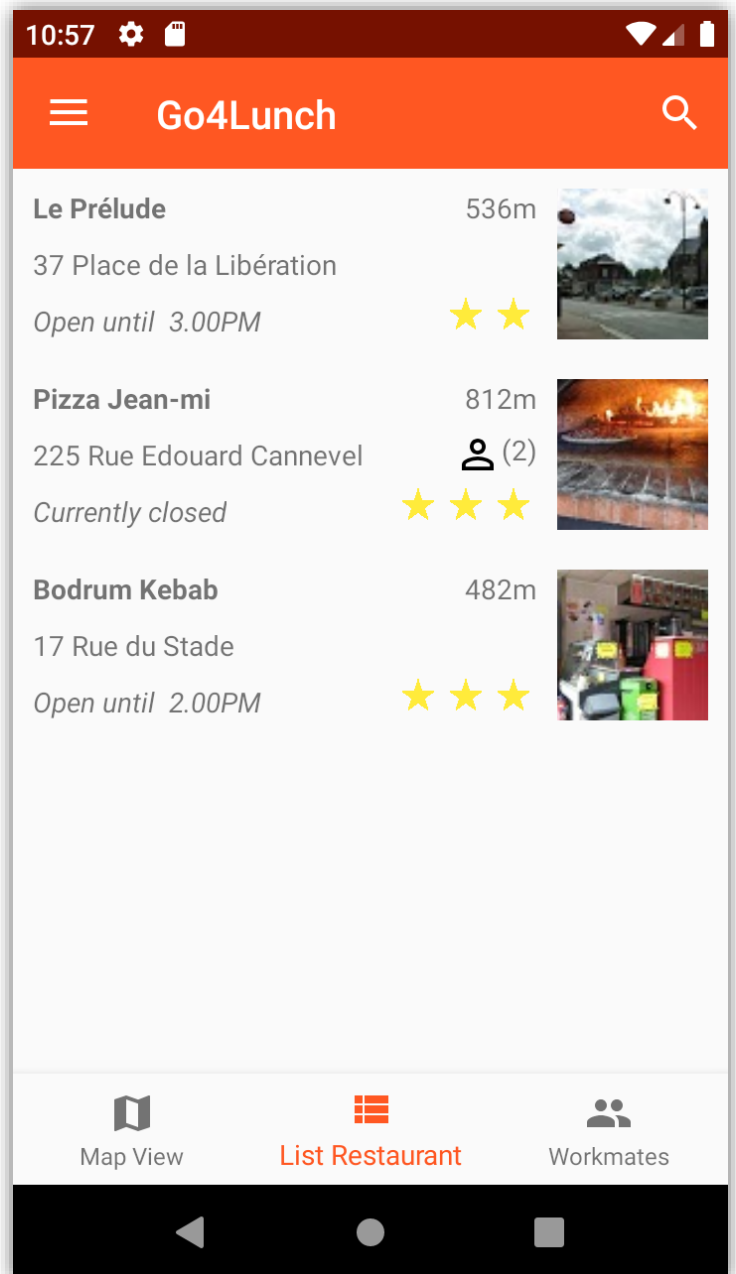 10:57
Go4Lunch
Le Prélude 536m
37 Place de la Libération
Open until 3.00PM
Pizza Jean-mi 812m
225 Rue Edouard Cannevel (2)
Currently closed
Bodrum Kebab 482m
17 Rue du Stade
Open until 2.00PM
Map View List Restaurant Workmates